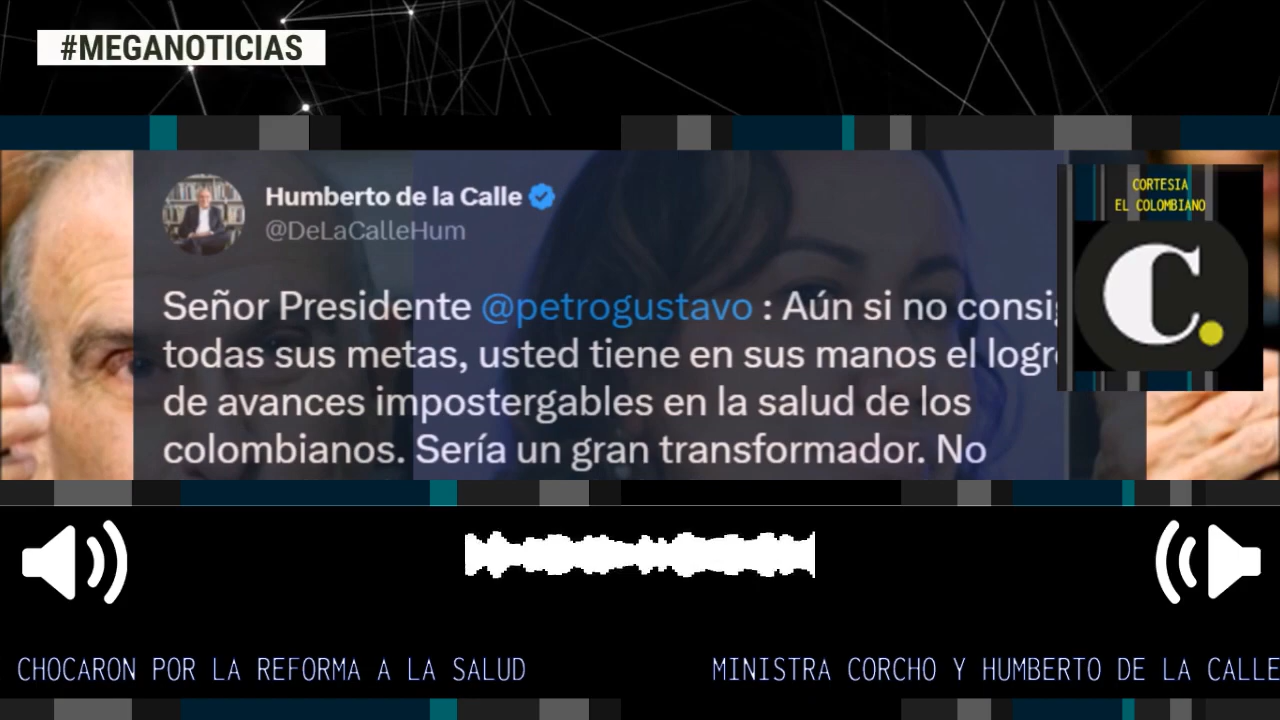 #MEGANOTICIAS
CORTESIA
EL COLOMBIANO
C.
Humberto de la Calle
@DeLaCalleHum
Señor Presidente @petrogustavo : Aún si no
todas sus metas, usted tiene en sus manos el
de avances impostergables en la salud de los
colombianos. Sería un gran transformador. No
CHOCARON POR LA REFORMA A LA SALUD
MINISTRA CORCHO Y HUMBERTO DE LA CALLE